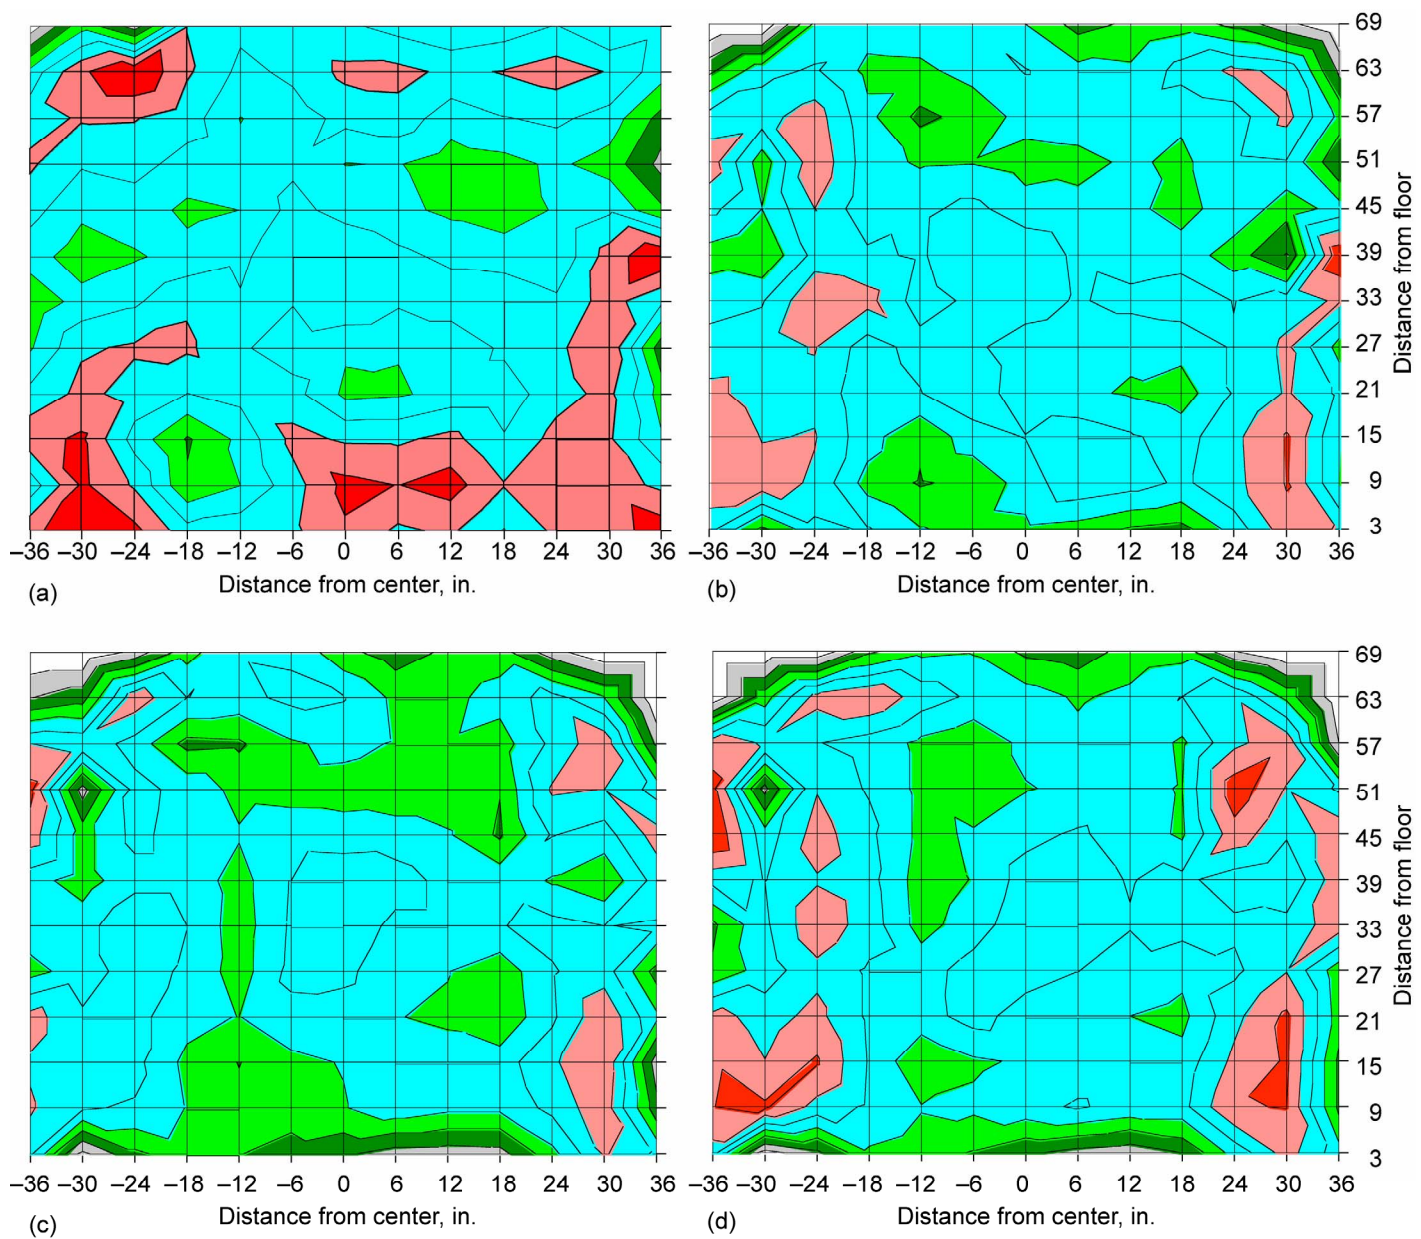 69
63
57
51
45
39
33
27
21
15
9
3
Distance from floor
–36 –30 –24 –18 –12 –6 0 6 12 18 24 30 36
–36 –30 –24 –18 –12 –6 0 6 12 18 24 30 36
(a) Distance from center, in.
(b) Distance from center, in.
69
63
57
51
45
39
33
27
21
15
9
3
Distance from floor
–36 –30 –24 –18 –12 –6 0 6 12 18 24 30 36
–36 –30 –24 –18 –12 –6 0 6 12 18 24 30 36
(c) Distance from center, in.
(d) Distance from center, in.